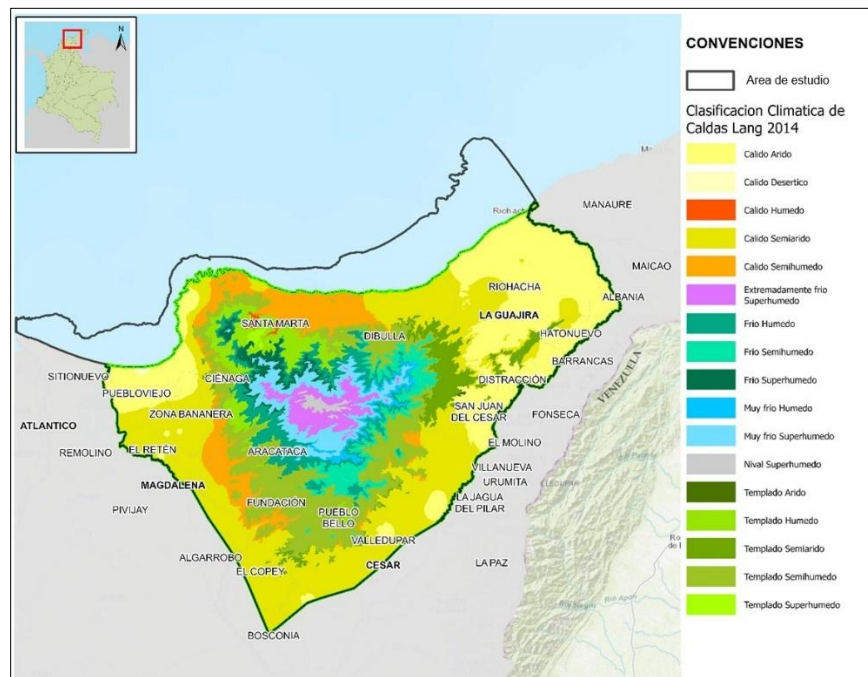 N
CONVENCIONES
Area de estudio
Clasificacion Climatica de
Caldas Lang 2014
Calido Arido
Calido Desertico
Calido Humedo
Calido Semiarido
Calido Semihumedo
Extremadamente frio
Superhumedo
Frio Humedo
Frio Semihumedo
Frio Superhumedo
Muy frio Humedo
Muy frio Superhumedo
Nival Superhumedo
Templado Arido
Templado Humedo
Templado Semiarido
Templado Semihumedo
Templado Superhumedo
MANAURE
MAICAO
RIOHACHA
ALBANIA
LA GUAJIRA
SANTA MARTA
DIBULLA
HATONUEVO
BARRANCAS
VENEZUELA
SITIONUEVO
CIÉNAGA
DISTRACCIÓN
PUEBLOVIEJO
ZONA BANANERA
SAN JUAN
DEL CESAR
FONSECA
ATLANTICO
EL MOLINO
REMOLINO
EL RETÉN
ARACATACA
VILLANUEVA
URUMITA
MAGDALENA
LA JAGUA
DEL PILAR
PIVIJAY
FUNDACIÓN
PUEBLO
BELLO
VALLEDUPAR
ALGARROBO
CESAR
LA PAZ
EL COPEY
BOSCONIA